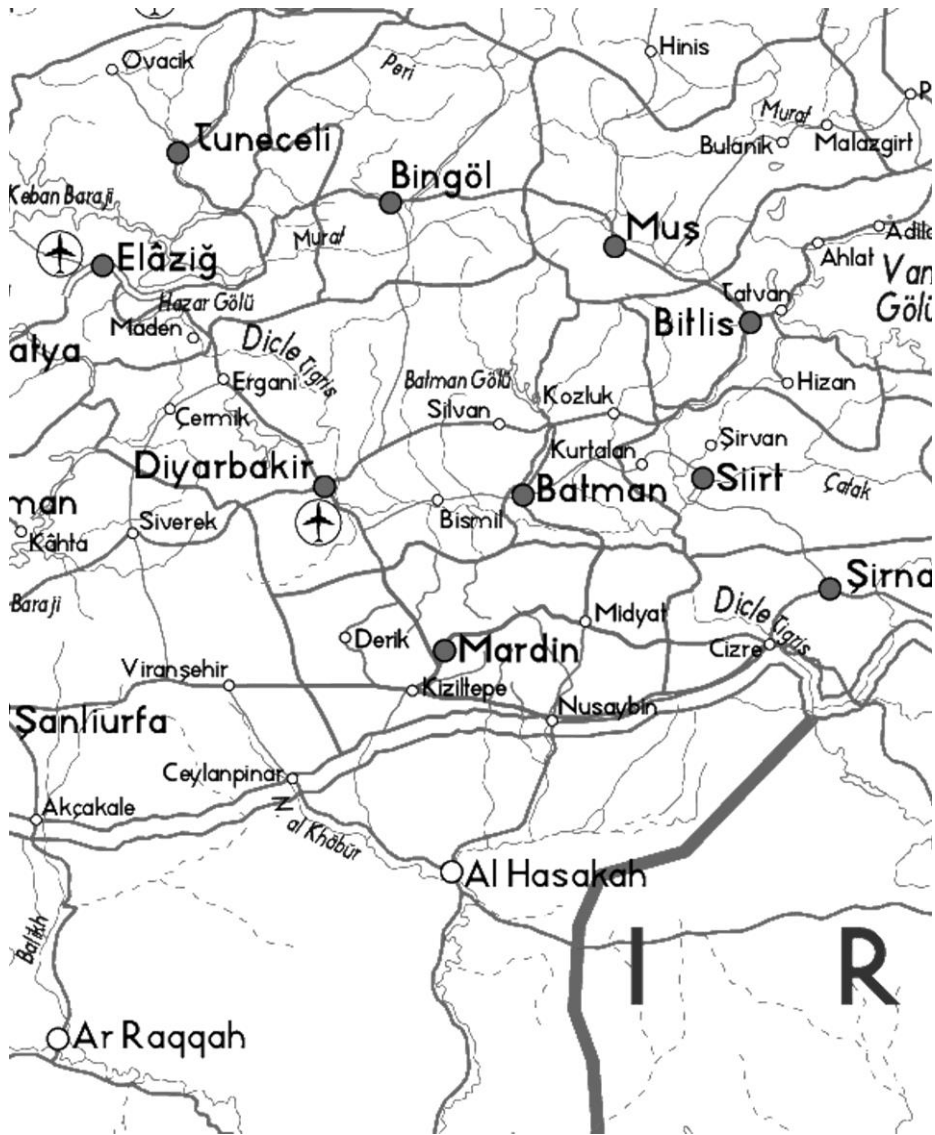 Ovacik
Peri
Hinis
Murat
P
Bulanik
Malazgirt
Tuneceli
Bingöl
Keban Baraji
Murat
Muş
Adilc
Ahlat
Elâziğ
Van
Gölü
Hazar Gölü
Tatvan
Maden
Bitlis
atya
Dicle Tigris
Ergani
Batman Gölü
Hizan
Çermik
Silvan
Kozluk
Şirvan
Diyarbakir
Kurtalan
Siirt
Çatak
Batman
man
Siverek
Bismil
Kâhta
Şirna
Baraji
Midyat
Dicle Tigris
Derik
Mardin
Cizre
Viranşehir
Kiziltepe
Nusaybin
Şanliurfa
Ceylanpinar
Akçakale
N.
al Khābūr
Al Hasakah
Balikh
I R
Ar Raqqah